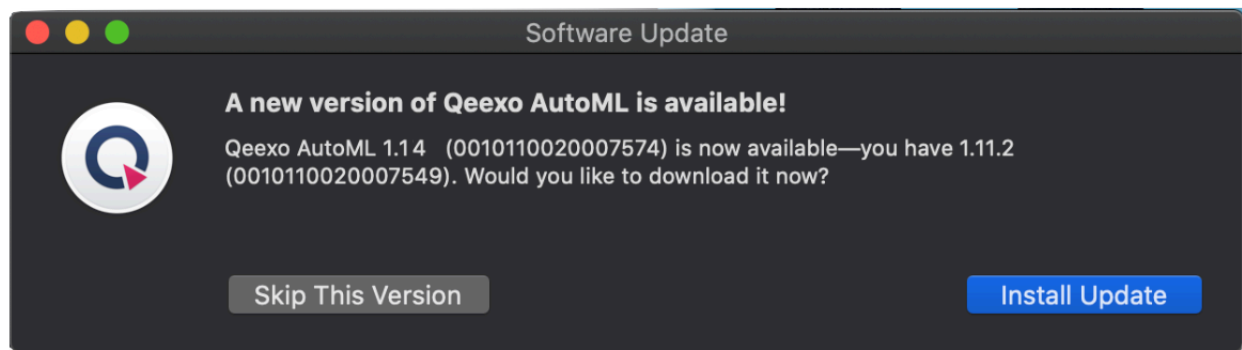 Software Update
A new version of Qeexo AutoML is available!
Qeexo AutoML 1.14 (0010110020007574) is now available—you have 1.11.2
(0010110020007549). Would you like to download it now?
Skip This Version
Install Update